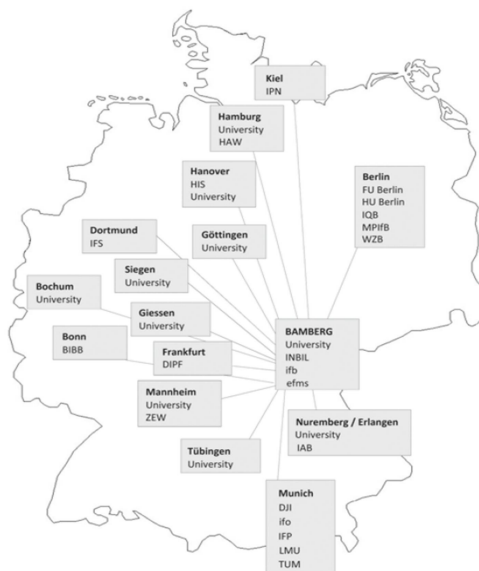 Kiel
IPN
Hamburg
University
HAW
Hanover
HIS
University
Berlin
FU Berlin
HU Berlin
IQB
MPIfB
WZB
Dortmund
IFS
Göttingen
University
Siegen
University
Bochum
University
Giessen
University
Bonn
BIBB
Frankfurt
DIPF
BAMBERG
University
INBIL
ifb
efms
Mannheim
University
ZEW
Nuremberg / Erlangen
University
IAB
Tübingen
University
Munich
DJI
ifo
IFP
LMU
TUM